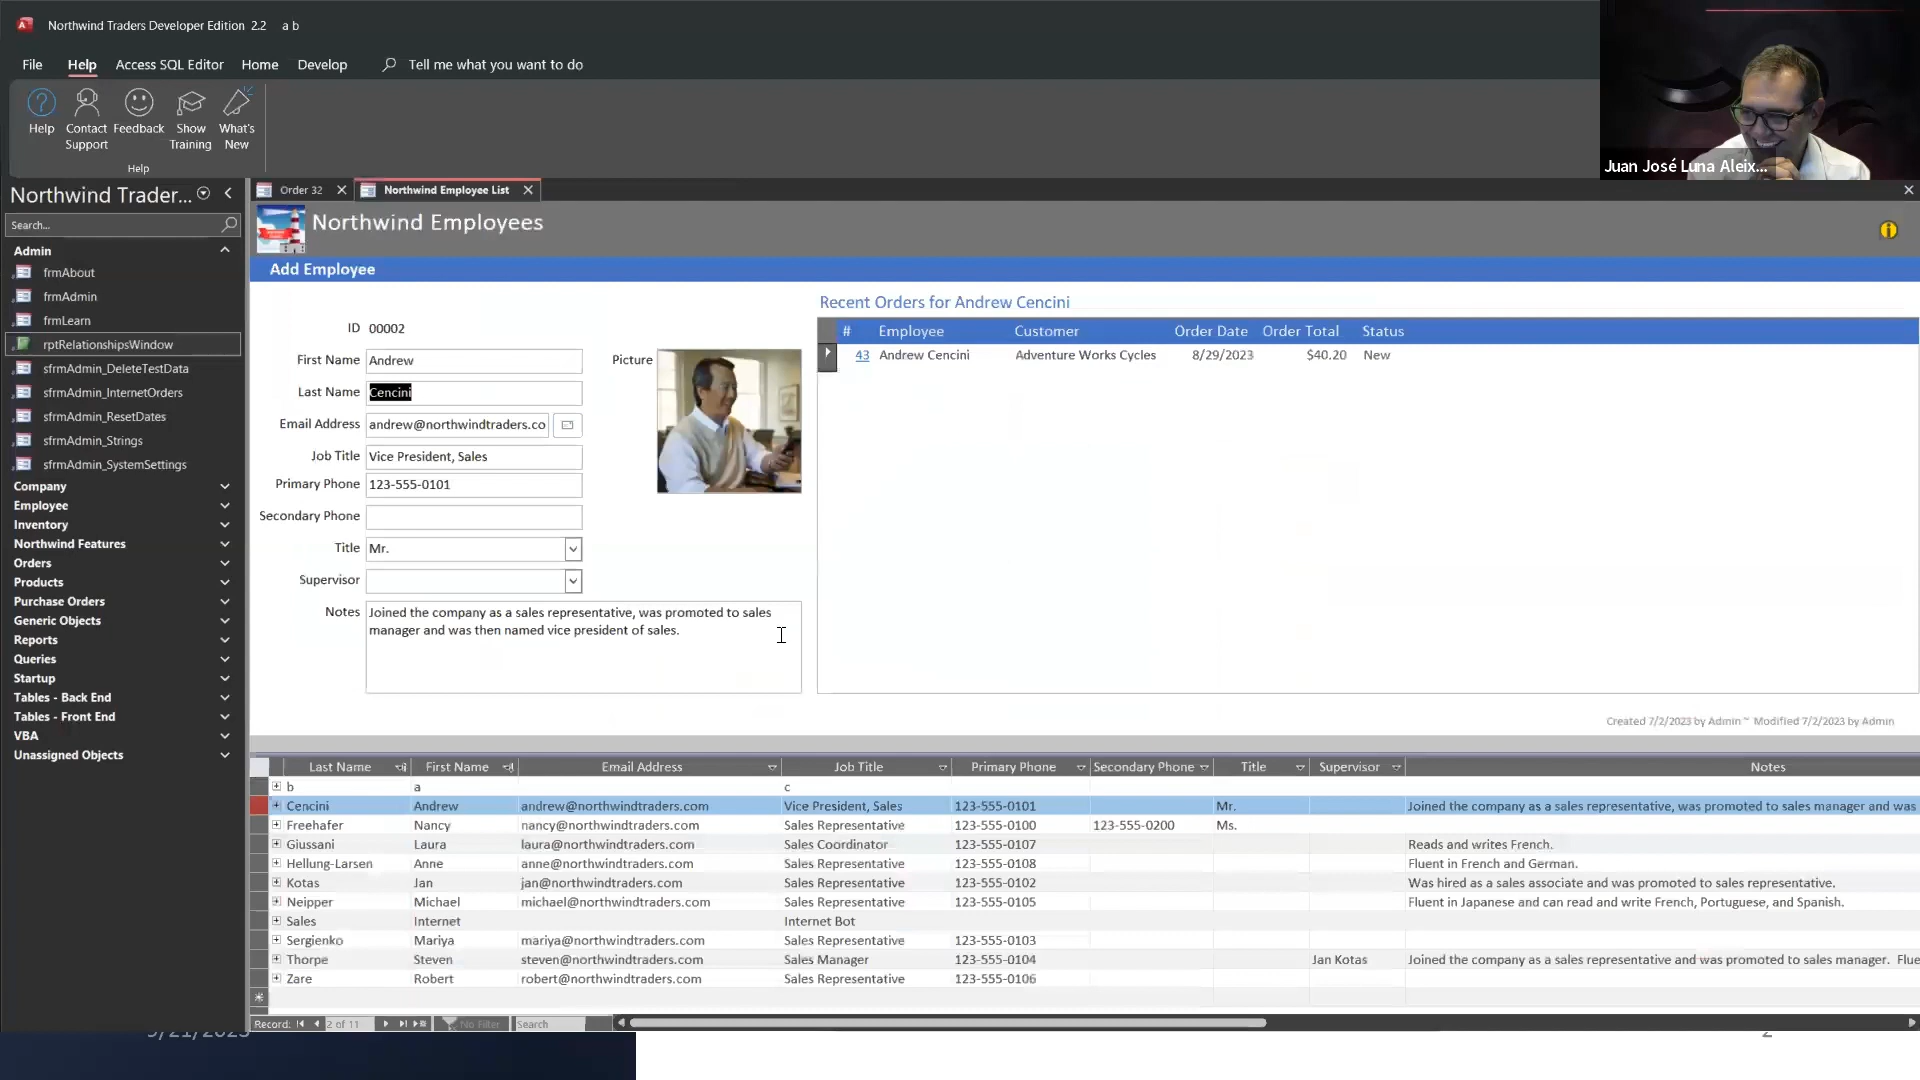 Northwind Traders Developer Edition 2.2 a b
File Help Access SQL Editor Home Develop Tell me what you want to do
Help Contact Support Feedback Show Training What's New
Help
Juan José Luna Aleix...
Northwind Trader...
Search...
Admin
frmAbout
frmAdmin
frmLearn
rptRelationshipsWindow
sfrmAdmin_DeleteTestData
sfrmAdmin_InternetOrders
sfrmAdmin_ResetDates
sfrmAdmin_Strings
sfrmAdmin_SystemSettings
Company
Employee
Inventory
Northwind Features
Orders
Products
Purchase Orders
Generic Objects
Reports
Queries
Startup
Tables - Back End
Tables - Front End
VBA
Unassigned Objects
Order 32 Northwind Employee List
Northwind Employees
Add Employee
ID 00002
First Name Andrew
Last Name Cencini
Email Address andrew@northwindtraders.co
Job Title Vice President, Sales
Primary Phone 123-555-0101
Secondary Phone
Title Mr.
Supervisor
Notes Joined the company as a sales representative, was promoted to sales
manager and was then named vice president of sales.
Picture
Recent Orders for Andrew Cencini
# Employee Customer Order Date Order Total Status
43 Andrew Cencini Adventure Works Cycles 8/29/2023 $40.20 New
Created 7/2/2023 by Admin ~ Modified 7/2/2023 by Admin
Last Name First Name Email Address Job Title Primary Phone Secondary Phone Title Supervisor Notes
b a c
Cencini Andrew andrew@northwindtraders.com Vice President, Sales 123-555-0101 Mr. Joined the company as a sales representative, was promoted to sales manager and was
Freehafer Nancy nancy@northwindtraders.com Sales Representative 123-555-0100 123-555-0200 Ms.
Giussani Laura laura@northwindtraders.com Sales Coordinator 123-555-0107 Reads and writes French.
Hellung-Larsen Anne anne@northwindtraders.com Sales Representative 123-555-0108 Fluent in French and German.
Kotas Jan jan@northwindtraders.com Sales Representative 123-555-0102 Was hired as a sales associate and was promoted to sales representative.
Neipper Michael michael@northwindtraders.com Sales Representative 123-555-0105 Fluent in Japanese and can read and write French, Portuguese, and Spanish.
Sales Internet Internet Bot
Sergienko Mariya mariya@northwindtraders.com Sales Representative 123-555-0103
Thorpe Steven steven@northwindtraders.com Sales Manager 123-555-0104 Jan Kotas Joined the company as a sales representative and was promoted to sales manager. Flue
Zare Robert robert@northwindtraders.com Sales Representative 123-555-0106
Record: 2 of 11 No Filter Search